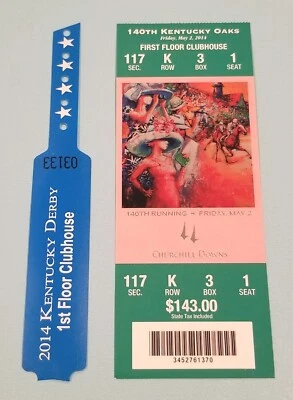 03133
2014 KENTUCKY DERBY
1st Floor Clubhouse
140TH KENTUCKY OAKS
Friday, May 2, 2014
FIRST FLOOR CLUBHOUSE
117 K 3 1
SEC. ROW BOX SEAT
140TH RUNNING ~ FRIDAY, MAY 2
CHURCHILL DOWNS
117 K 3 1
SEC. ROW BOX SEAT
$143.00
State Tax Included
3452761370